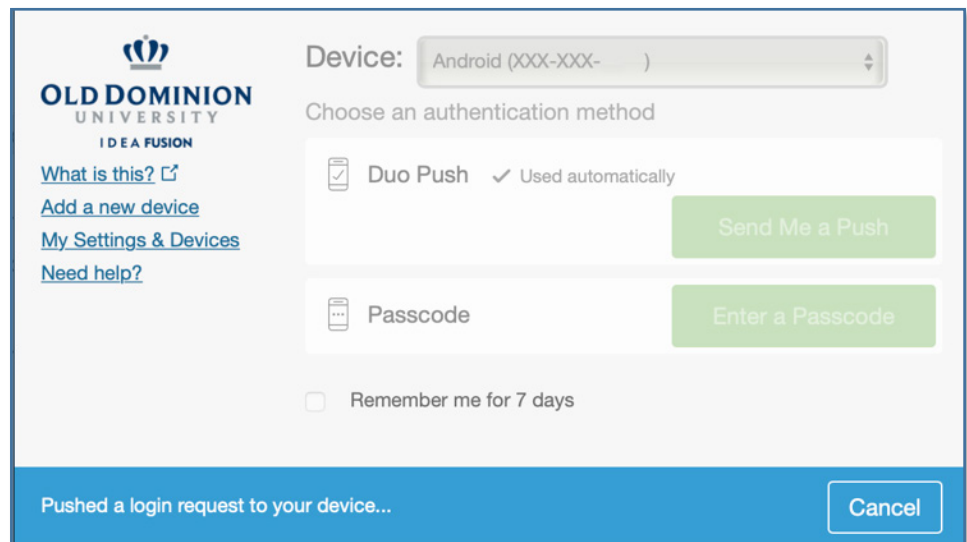 OLD DOMINION
UNIVERSITY
IDEA FUSION
What is this?
Add a new device
My Settings & Devices
Need help?
Device: Android (XXX-XXX- )
Choose an authentication method
Duo Push ✓ Used automatically
Send Me a Push
Passcode
Enter a Passcode
Remember me for 7 days
Pushed a login request to your device...
Cancel